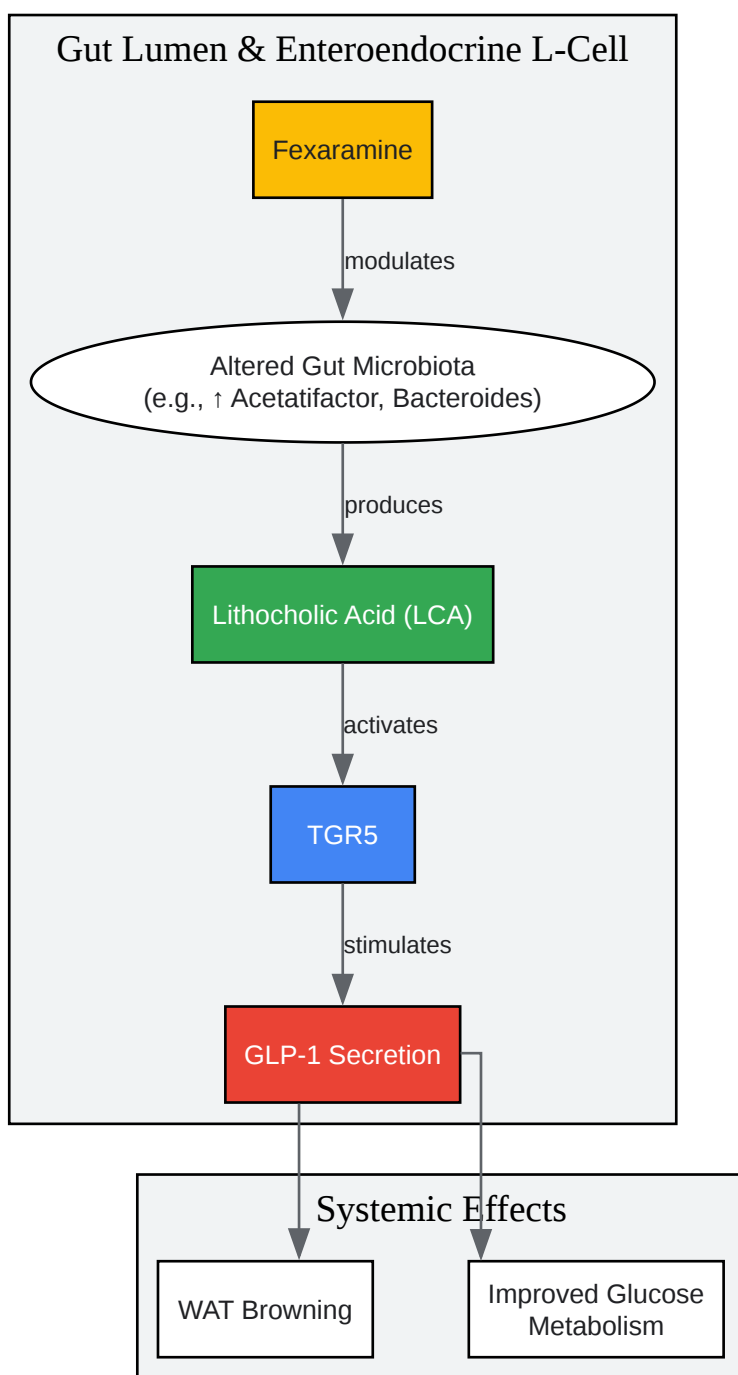 Gut Lumen & Enteroendocrine L-Cell
Fexaramine
modulates
Altered Gut Microbiota
(e.g., ↑ Acetatifactor, Bacteroides)
produces
Lithocholic Acid (LCA)
activates
TGR5
stimulates
GLP-1 Secretion
Systemic Effects
WAT Browning
Improved Glucose
Metabolism